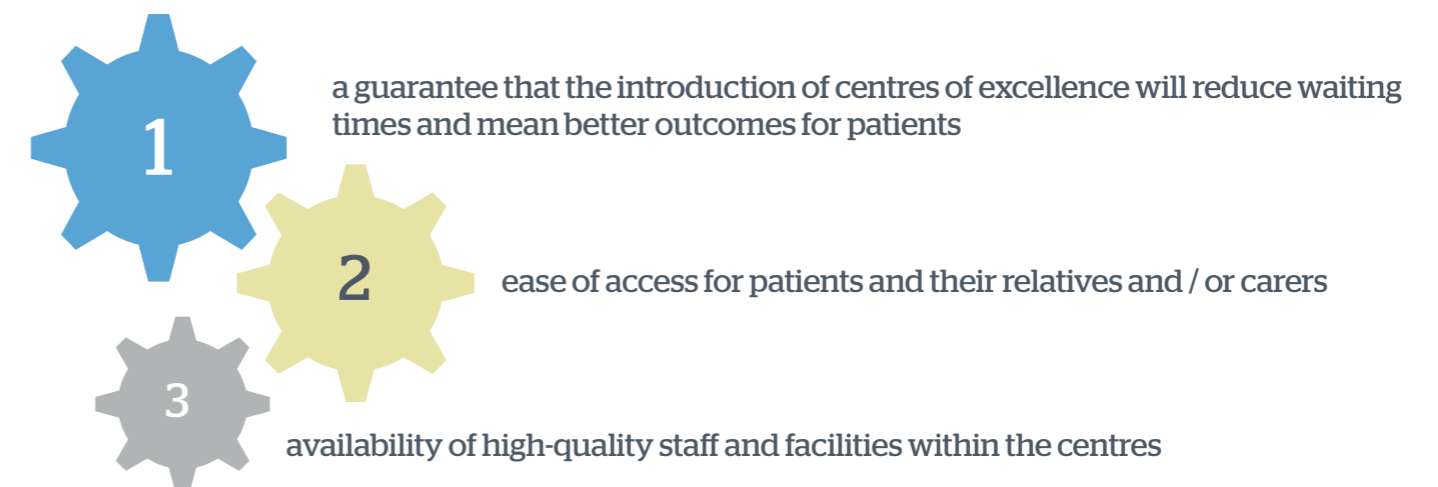 1
a guarantee that the introduction of centres of excellence will reduce waiting
times and mean better outcomes for patients
2
ease of access for patients and their relatives and / or carers
3
availability of high-quality staff and facilities within the centres